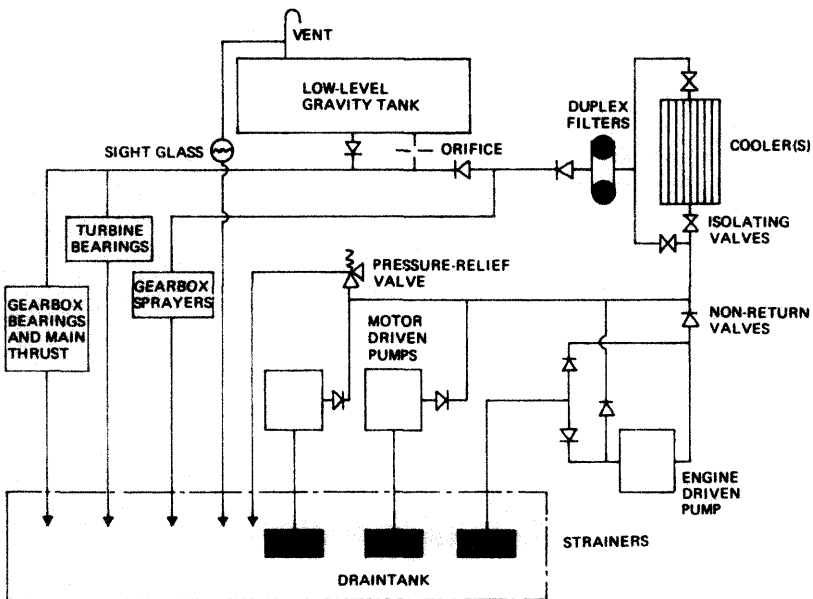 VENT
LOW-LEVEL
GRAVITY TANK
DUPLEX
FILTERS
COOLER(S)
SIGHT GLASS
ORIFICE
ISOLATING
VALVES
TURBINE
BEARINGS
GEARBOX
SPRAYERS
PRESSURE-RELIEF
VALVE
GEARBOX
BEARINGS
AND MAIN
THRUST
MOTOR
DRIVEN
PUMPS
NON-RETURN
VALVES
ENGINE
DRIVEN
PUMP
STRAINERS
DRAINTANK